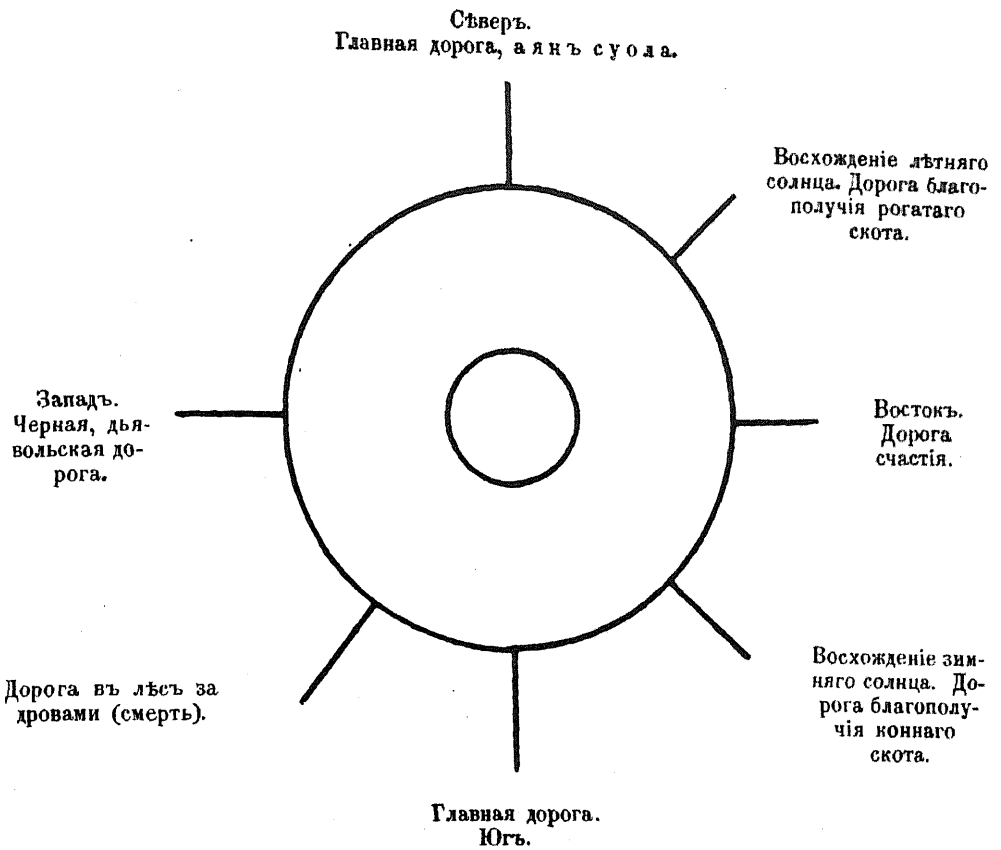 Сѣверъ.
Главная дорога, аянъ суола.
Восхожденіе лѣтняго
солнца. Дорога благо-
получія рогатаго
скота.
Западъ.
Черная, дья-
вольская до-
рога.
Востокъ.
Дорога
счастія.
Дорога въ лѣсъ за
дровами (смерть).
Восхожденіе зим-
няго солнца. До-
рога благополу-
чія коннаго
скота.
Главная дорога.
Югъ.